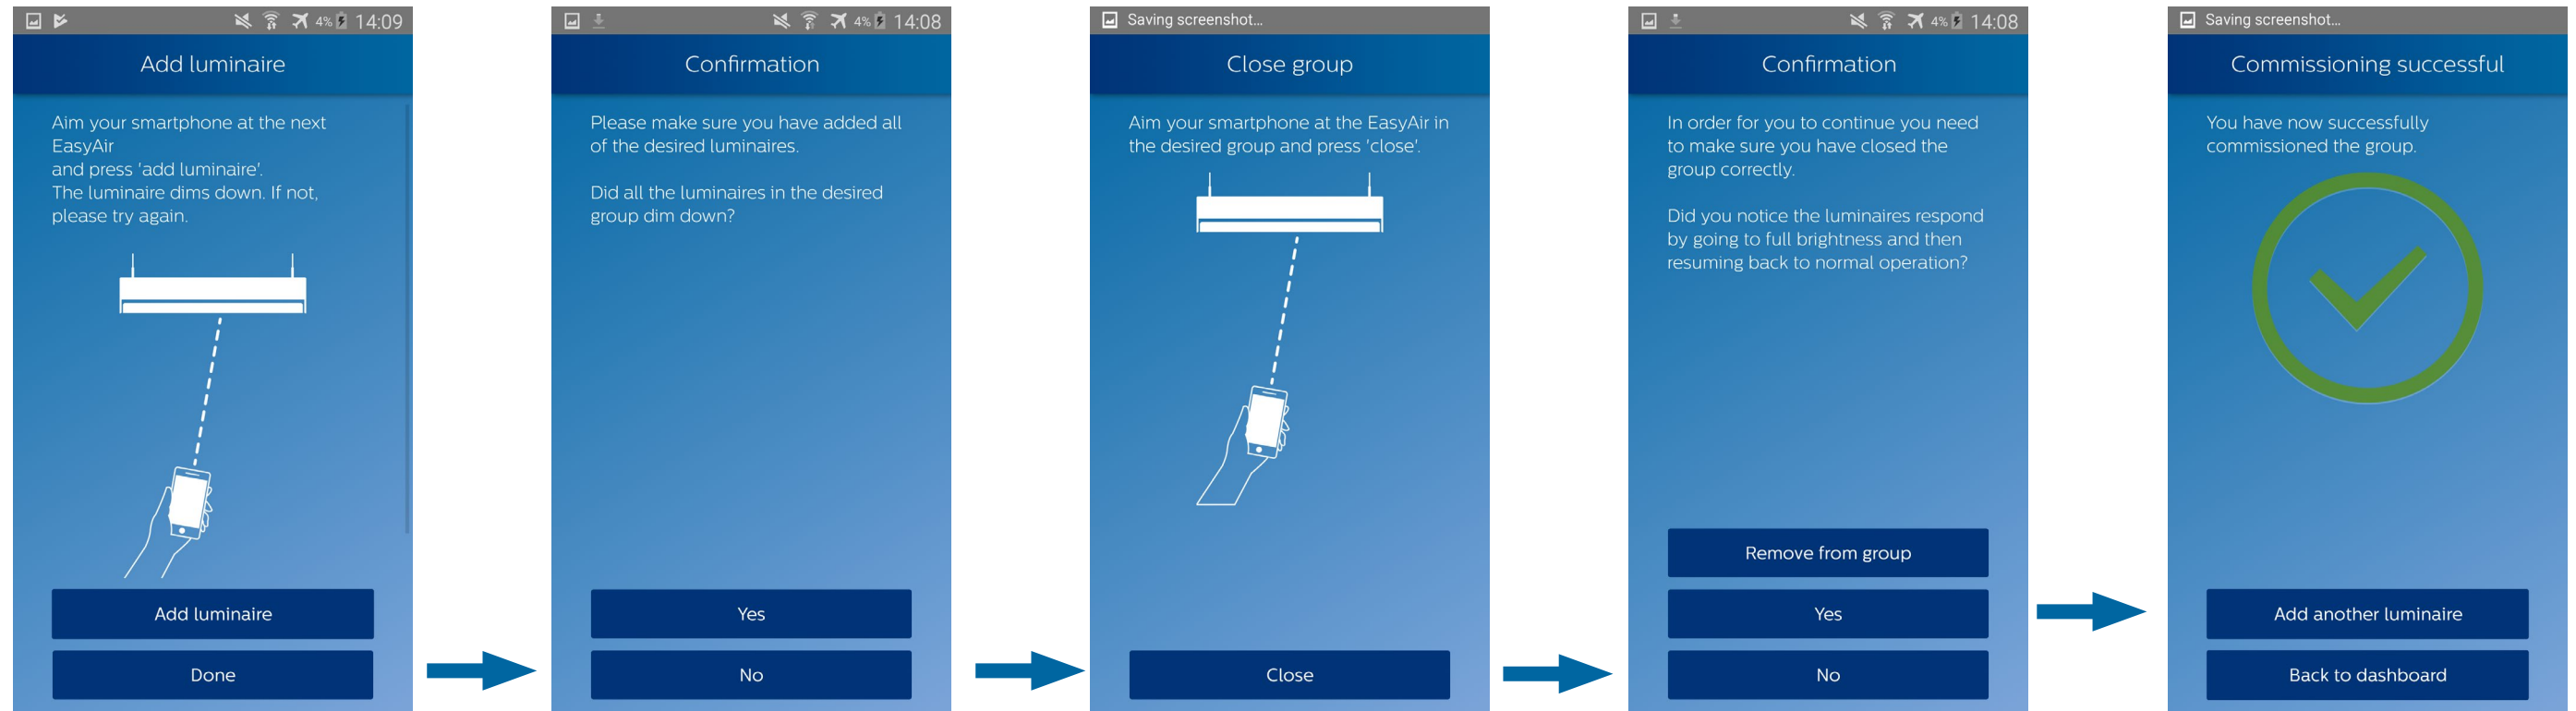 4% 14:09
Add luminaire
Aim your smartphone at the next
EasyAir
and press 'add luminaire'.
The luminaire dims down. If not,
please try again.
Add luminaire
Done
4% 14:08
Confirmation
Please make sure you have added all
of the desired luminaires.
Did all the luminaires in the desired
group dim down?
Yes
No
Saving screenshot...
Close group
Aim your smartphone at the EasyAir in
the desired group and press 'close'.
Close
4% 14:08
Confirmation
In order for you to continue you need
to make sure you have closed the
group correctly.
Did you notice the luminaires respond
by going to full brightness and then
resuming back to normal operation?
Remove from group
Yes
No
Saving screenshot...
Commissioning successful
You have now successfully
commissioned the group.
Add another luminaire
Back to dashboard